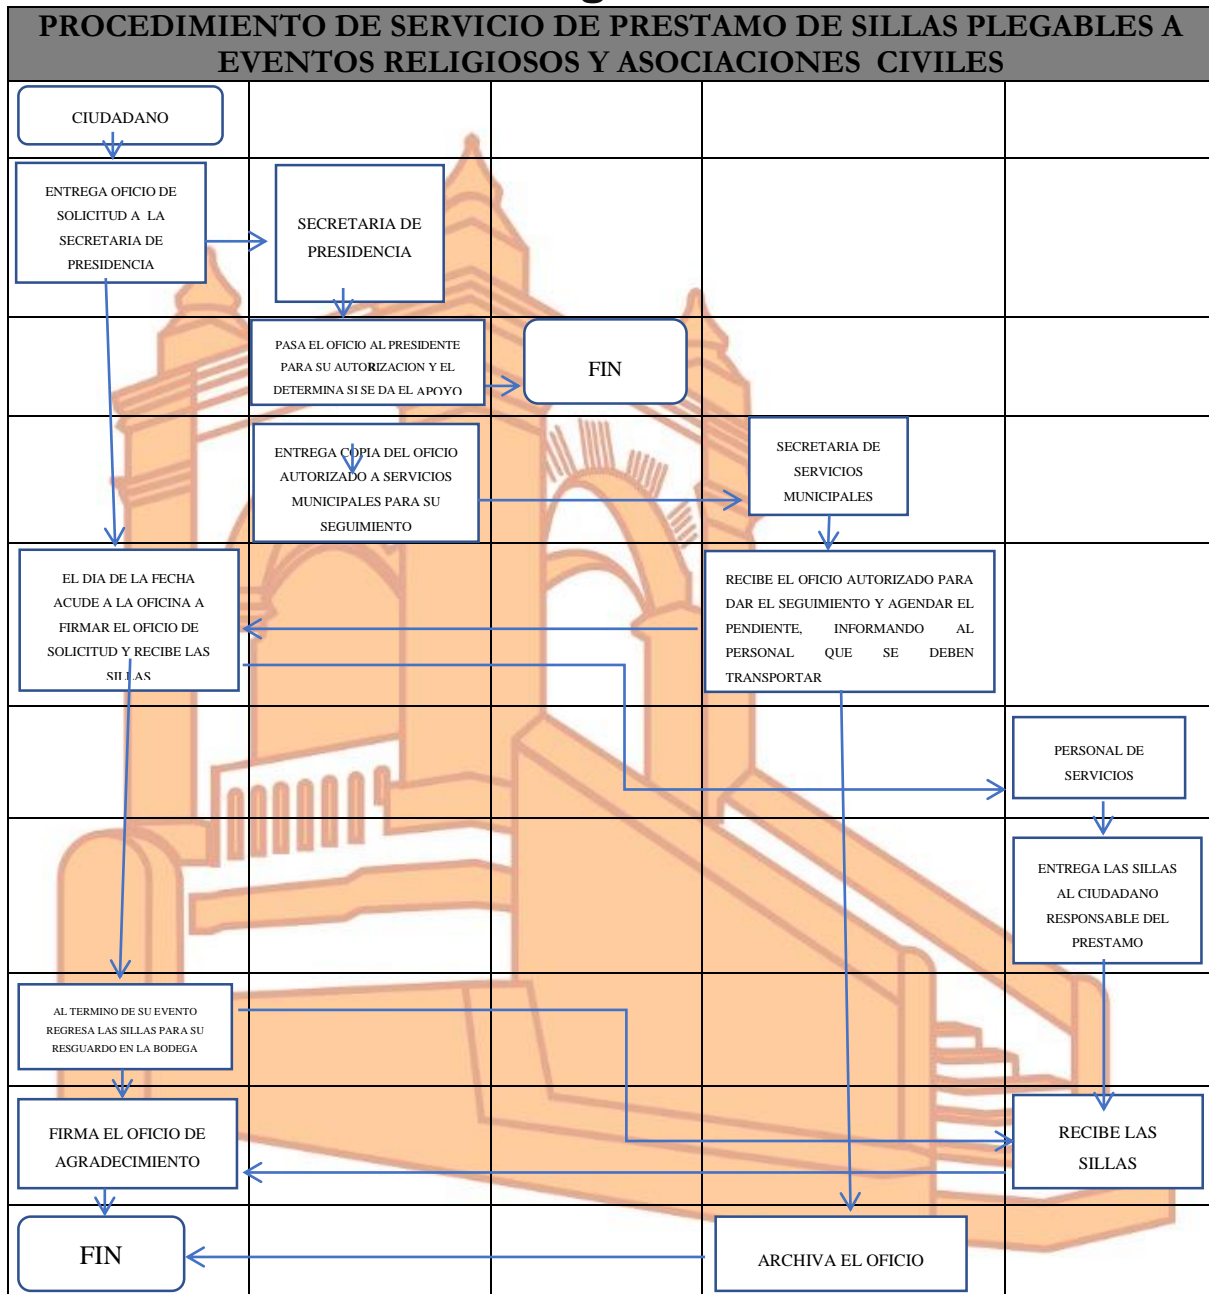 PROCEDIMIENTO DE SERVICIO DE PRESTAMO DE SILLAS PLEGABLES A
EVENTOS RELIGIOSOS Y ASOCIACIONES CIVILES
CIUDADANO
ENTREGA OFICIO DE
SOLICITUD A LA
SECRETARIA DE
PRESIDENCIA
SECRETARIA DE
PRESIDENCIA
PASA EL OFICIO AL PRESIDENTE
PARA SU AUTORIZACION Y EL
DETERMINA SI SE DA EL APOYO
FIN
ENTREGA COPIA DEL OFICIO
AUTORIZADO A SERVICIOS
MUNICIPALES PARA SU
SEGUIMIENTO
SECRETARIA DE
SERVICIOS
MUNICIPALES
EL DIA DE LA FECHA
ACUDE A LA OFICINA A
FIRMAR EL OFICIO DE
SOLICITUD Y RECIBE LAS
SILLAS
RECIBE EL OFICIO AUTORIZADO PARA
DAR EL SEGUIMIENTO Y AGENDAR EL
PENDIENTE, INFORMANDO AL
PERSONAL QUE SE DEBEN
TRANSPORTAR
PERSONAL DE
SERVICIOS
ENTREGA LAS SILLAS
AL CIUDADANO
RESPONSABLE DEL
PRESTAMO
AL TERMINO DE SU EVENTO
REGRESA LAS SILLAS PARA SU
RESGUARDO EN LA BODEGA
FIRMA EL OFICIO DE
AGRADECIMIENTO
RECIBE LAS
SILLAS
FIN
ARCHIVA EL OFICIO